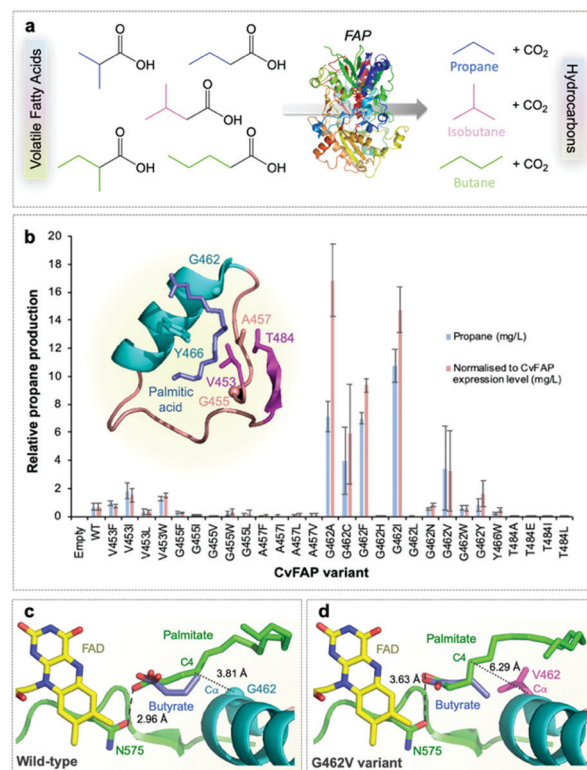 a
Volatile Fatty Acids
O
OH
O
OH
O
OH
O
OH
O
OH
FAP
Propane
+ CO2
Isobutane
+ CO2
Butane
+ CO2
Hydrocarbons
b
Relative propane production
20
18
16
14
12
10
8
6
4
2
0
G462
A457
T484
Y466
V453
Palmitic
acid
G455
Propane (mg/L)
Normalised to CvFAP
expression level (mg/L)
Empty
WT
V453F
V453I
V453L
V453W
G455F
G455I
G455V
G455W
G455L
A457F
A457I
A457L
A457V
G462A
G462C
G462F
G462H
G462I
G462L
G462N
G462V
G462W
G462Y
Y466W
T484A
T484E
T484I
T484L
CvFAP variant
c
FAD
Palmitate
C4
3.81 Å
Butyrate
Cα
G462
2.96 Å
N575
Wild-type
d
FAD
Palmitate
C4
6.29 Å
V462
3.63 Å
Butyrate
Cα
N575
G462V variant